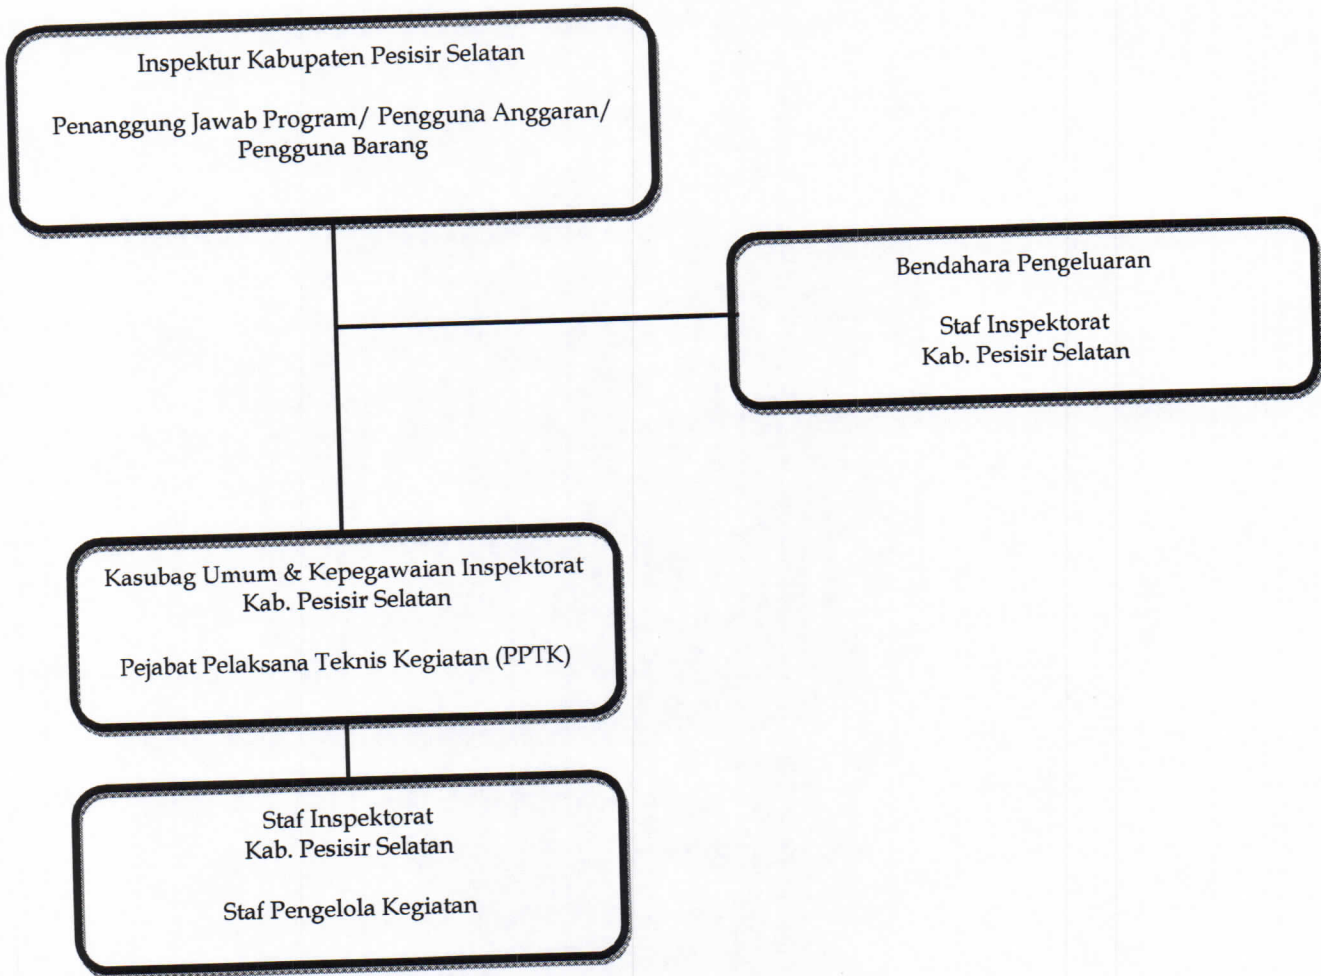 Inspektur Kabupaten Pesisir Selatan
Penanggung Jawab Program/ Pengguna Anggaran/
Pengguna Barang
Bendahara Pengeluaran
Staf Inspektorat
Kab. Pesisir Selatan
Kasubag Umum & Kepegawaian Inspektorat
Kab. Pesisir Selatan
Pejabat Pelaksana Teknis Kegiatan (PPTK)
Staf Inspektorat
Kab. Pesisir Selatan
Staf Pengelola Kegiatan